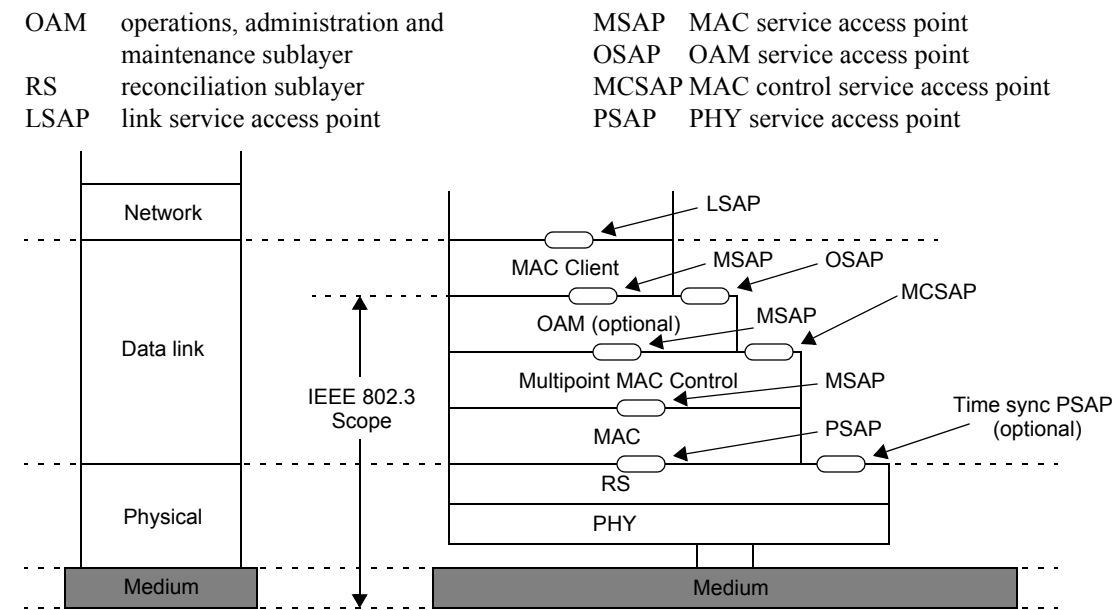 OAM operations, administration and
maintenance sublayer
RS reconciliation sublayer
LSAP link service access point
MSAP MAC service access point
OSAP OAM service access point
MCSAP MAC control service access point
PSAP PHY service access point
Network
Data link
Physical
Medium
IEEE 802.3
Scope
LSAP
MAC Client
MSAP
OSAP
OAM (optional)
MSAP
MCSAP
Multipoint MAC Control
MSAP
MAC
PSAP
Time sync PSAP
(optional)
RS
PHY
Medium